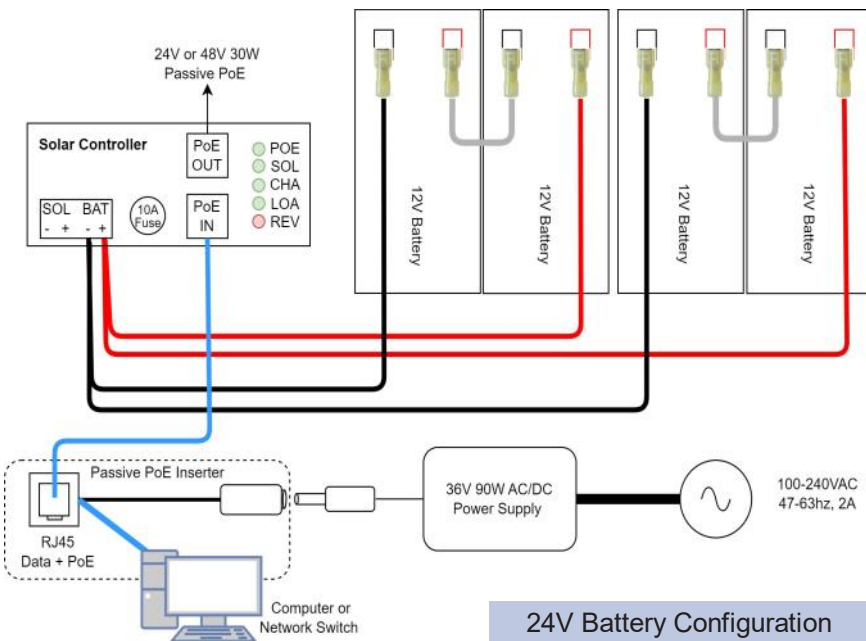 24V or 48V 30W
Passive PoE
Solar Controller
PoE
OUT
POE
SOL
CHA
LOA
REV
SOL BAT
- + - +
10A
Fuse
PoE
IN
12V Battery
12V Battery
12V Battery
12V Battery
Passive PoE Inserter
RJ45
Data + PoE
36V 90W AC/DC
Power Supply
100-240VAC
47-63hz, 2A
Computer or
Network Switch
24V Battery Configuration